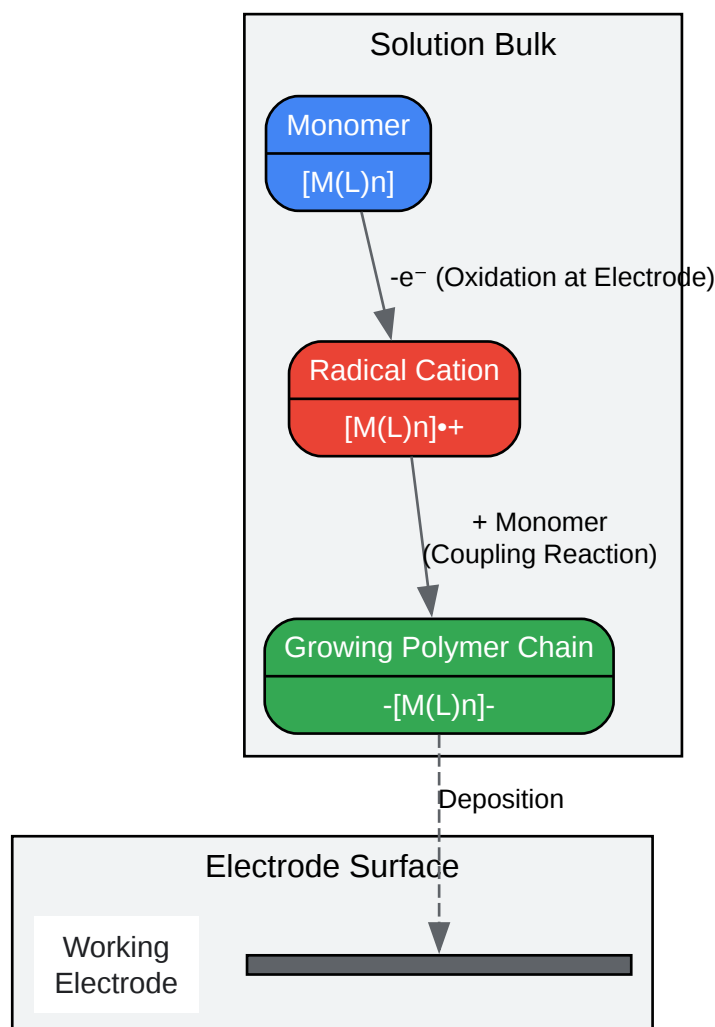 Solution Bulk
Monomer
[M(L)n]
-e⁻ (Oxidation at Electrode)
Radical Cation
[M(L)n]•+
+ Monomer
(Coupling Reaction)
Growing Polymer Chain
-[M(L)n]-
Deposition
Electrode Surface
Working
Electrode